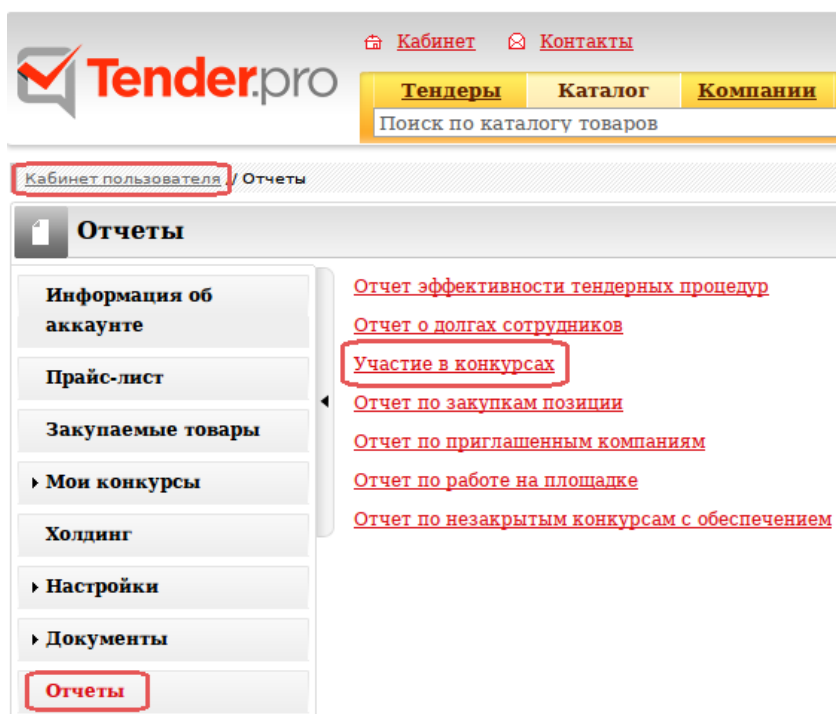 Кабинет Контакты
Tender.pro
Тендеры Каталог Компании
Поиск по каталогу товаров
Кабинет пользователя // Отчеты
Отчеты
Информация об
аккаунте
Прайс-лист
Закупаемые товары
Мои конкурсы
Холдинг
Настройки
Документы
Отчеты
Отчет эффективности тендерных процедур
Отчет о долгах сотрудников
Участие в конкурсах
Отчет по закупкам позиции
Отчет по приглашенным компаниям
Отчет по работе на площадке
Отчет по незакрытым конкурсам с обеспечением